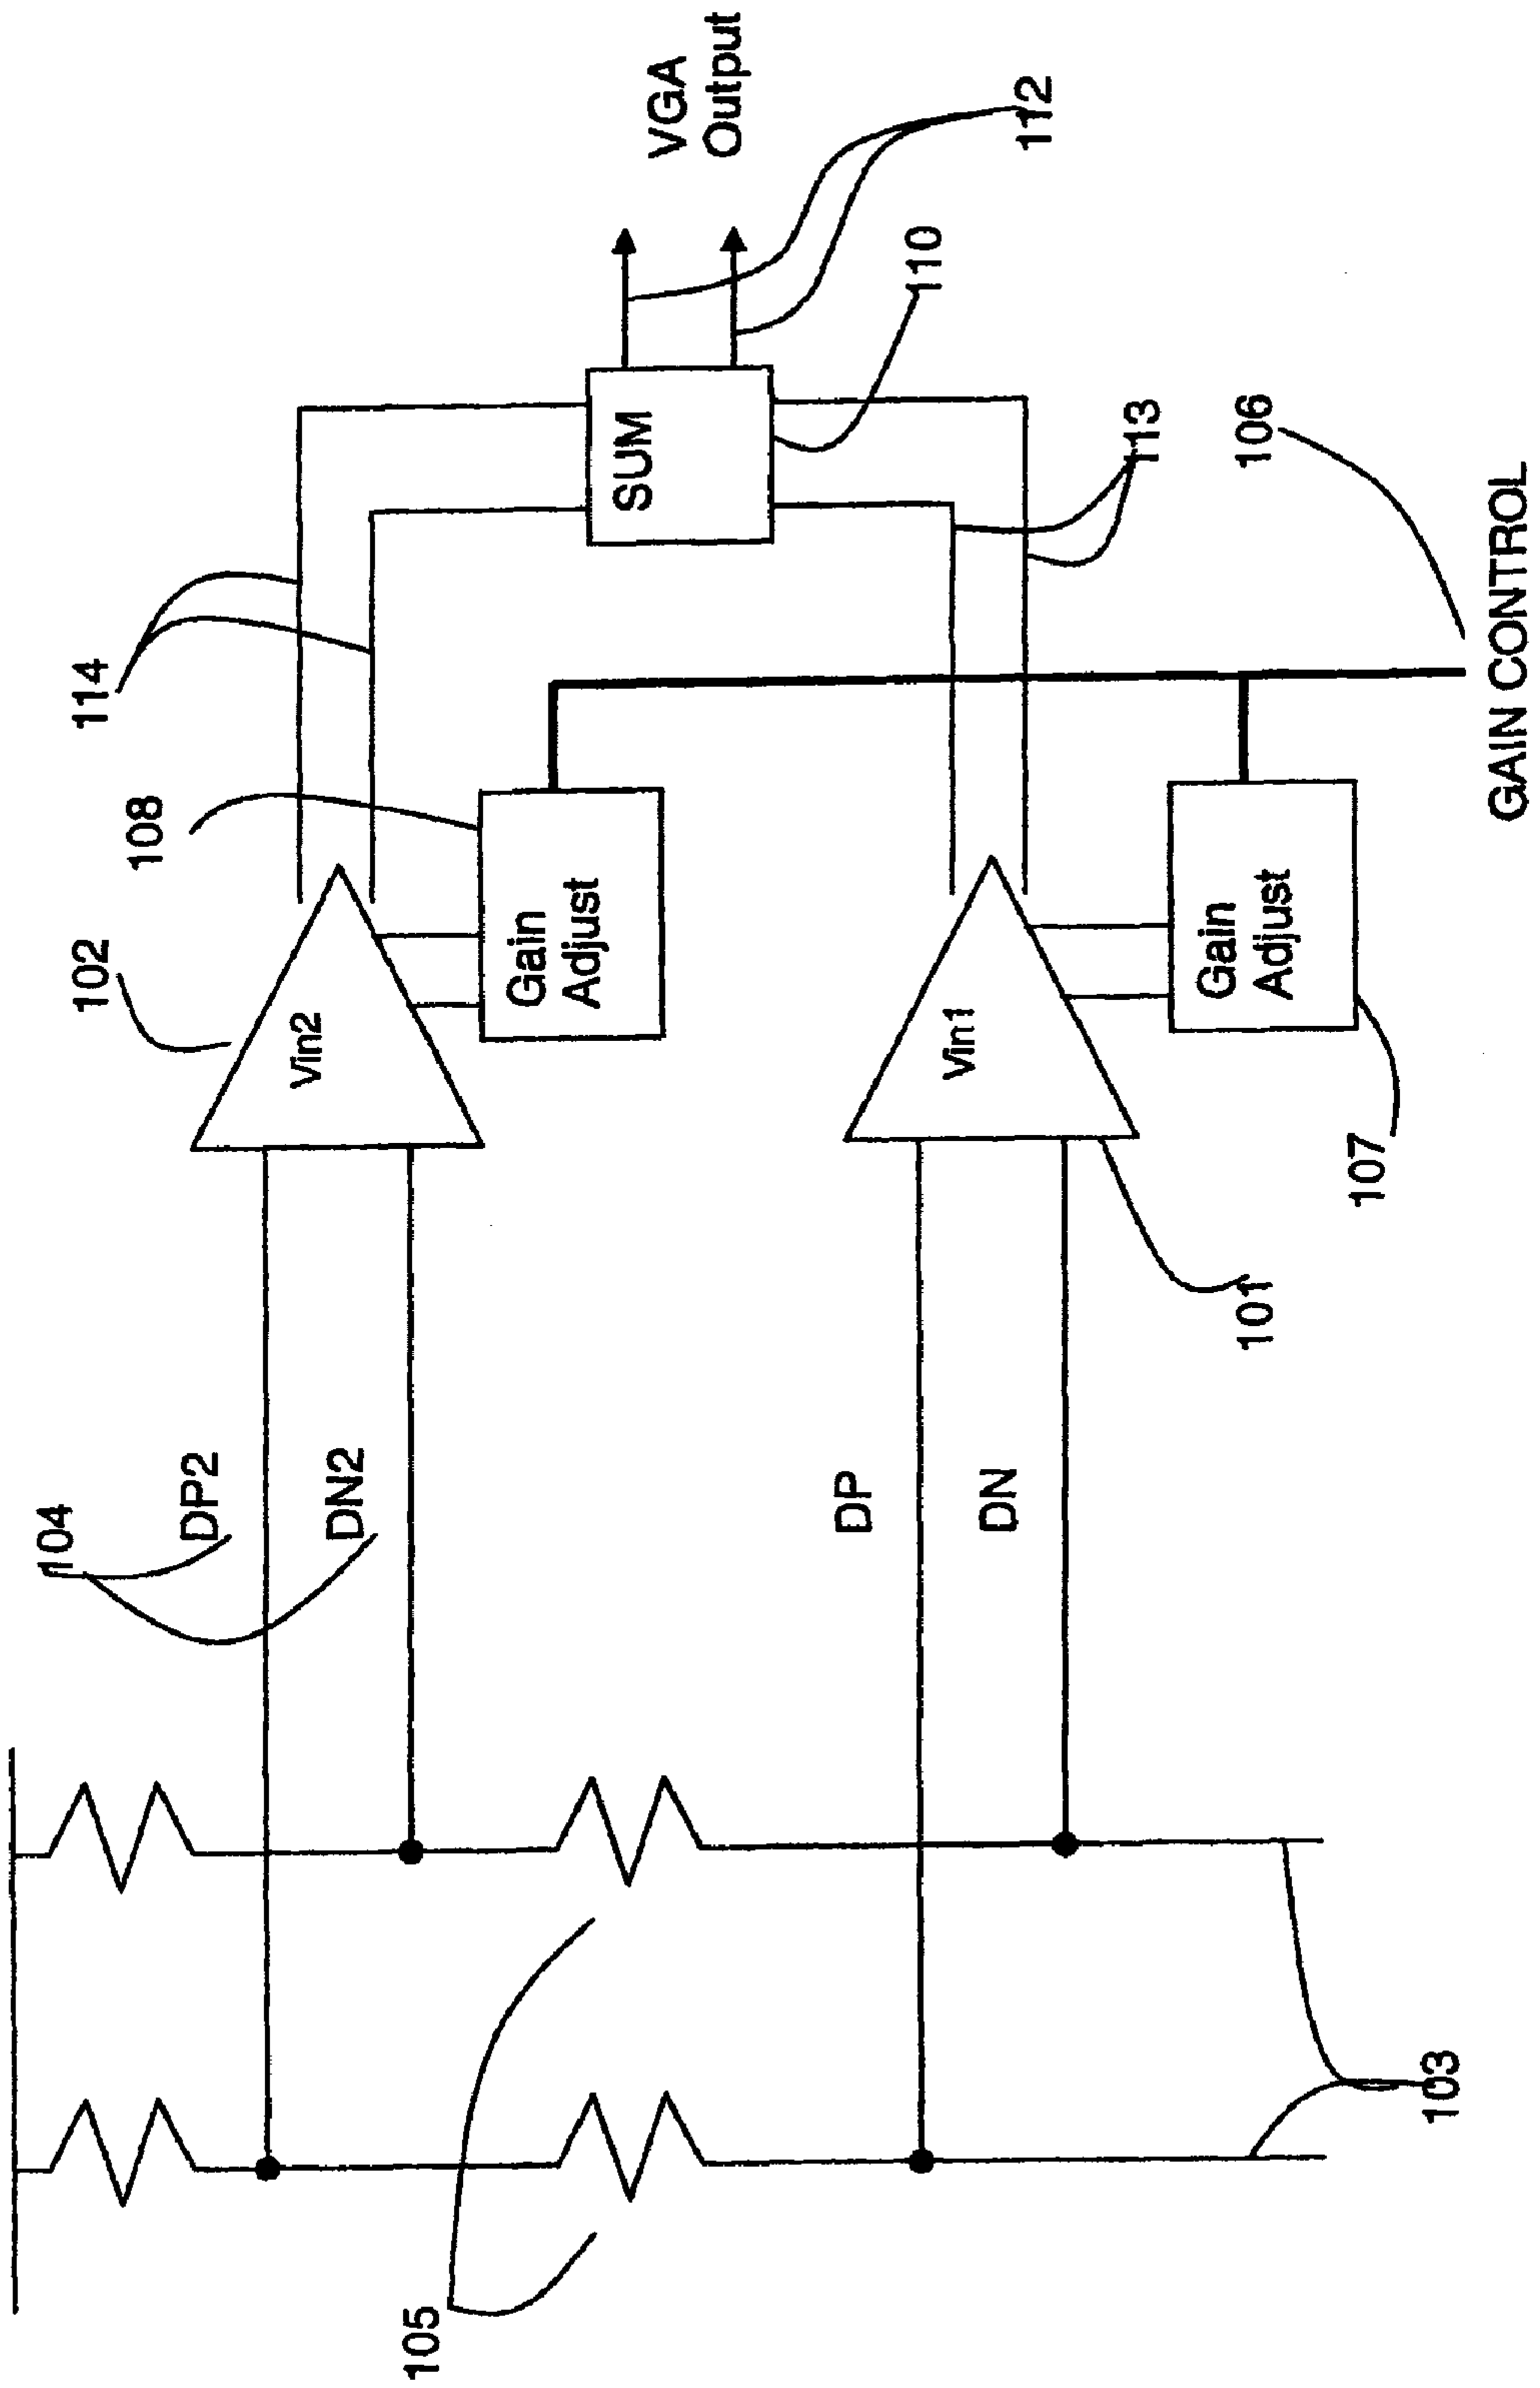 114
102
108
104
DP2
DN2
Vin2
Gain
Adjust
SUM
VGA
Output
112
110
105
DP
DN
Vin1
Gain
Adjust
113
106
101
107
103
GAIN CONTROL